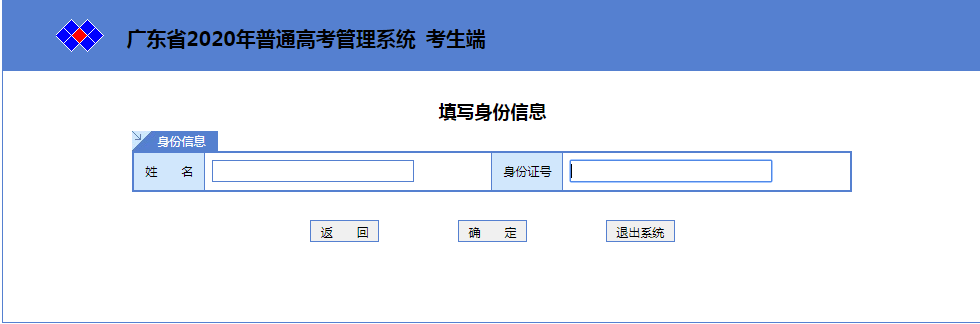 广东省2020年普通高考管理系统 考生端
填写身份信息
身份信息
姓 名 身份证号
返 回 确 定 退出系统